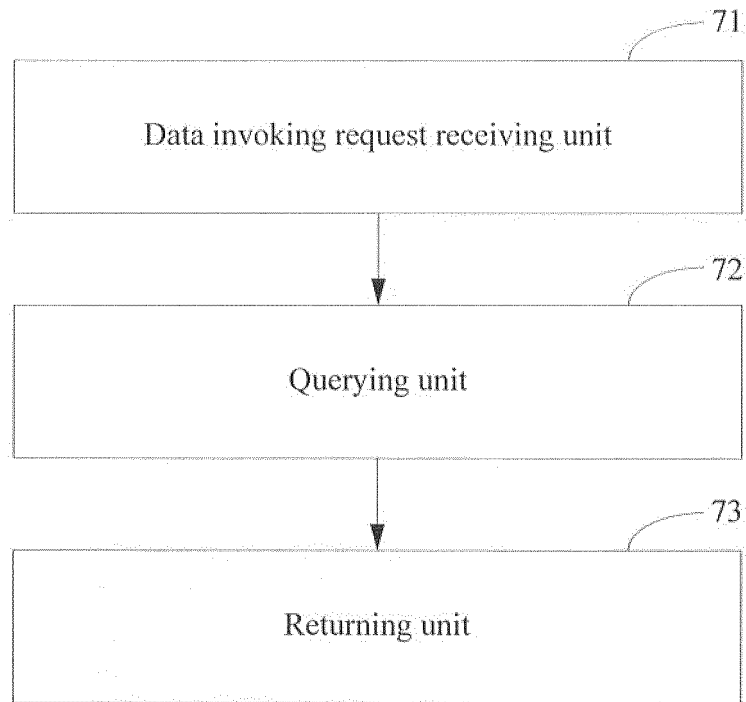 71
Data invoking request receiving unit
72
Querying unit
73
Returning unit